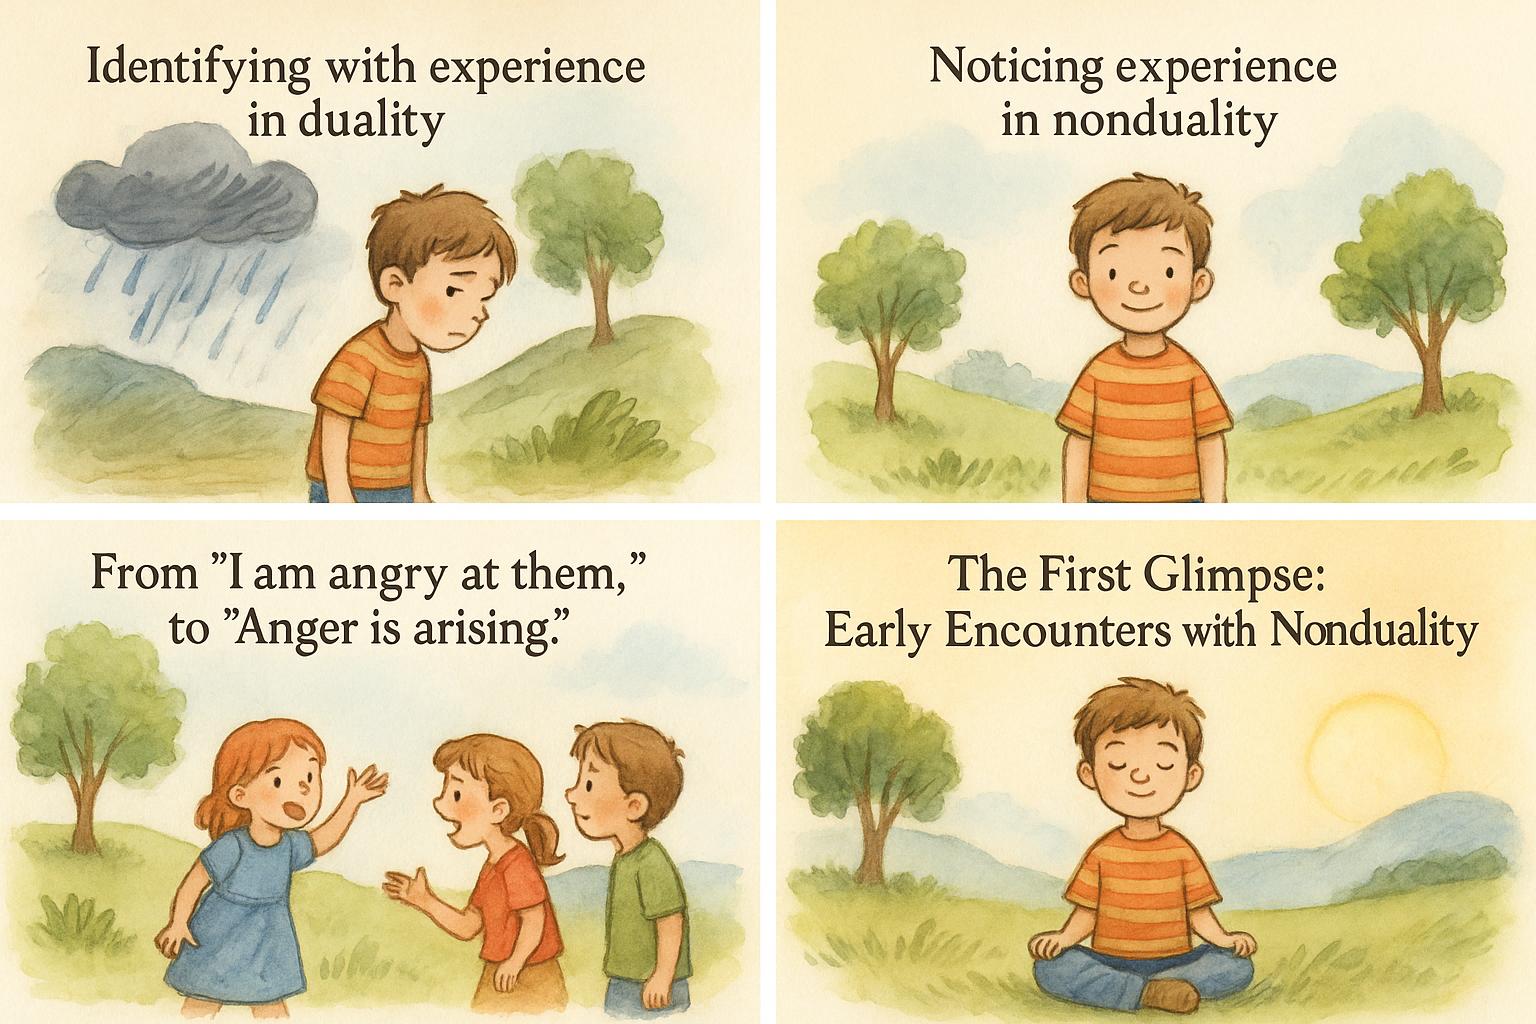 Identifying with experience
in duality
Noticing experience
in nonduality
From ”I am angry at them,”
to ”Anger is arising.”
The First Glimpse:
Early Encounters with Nonduality